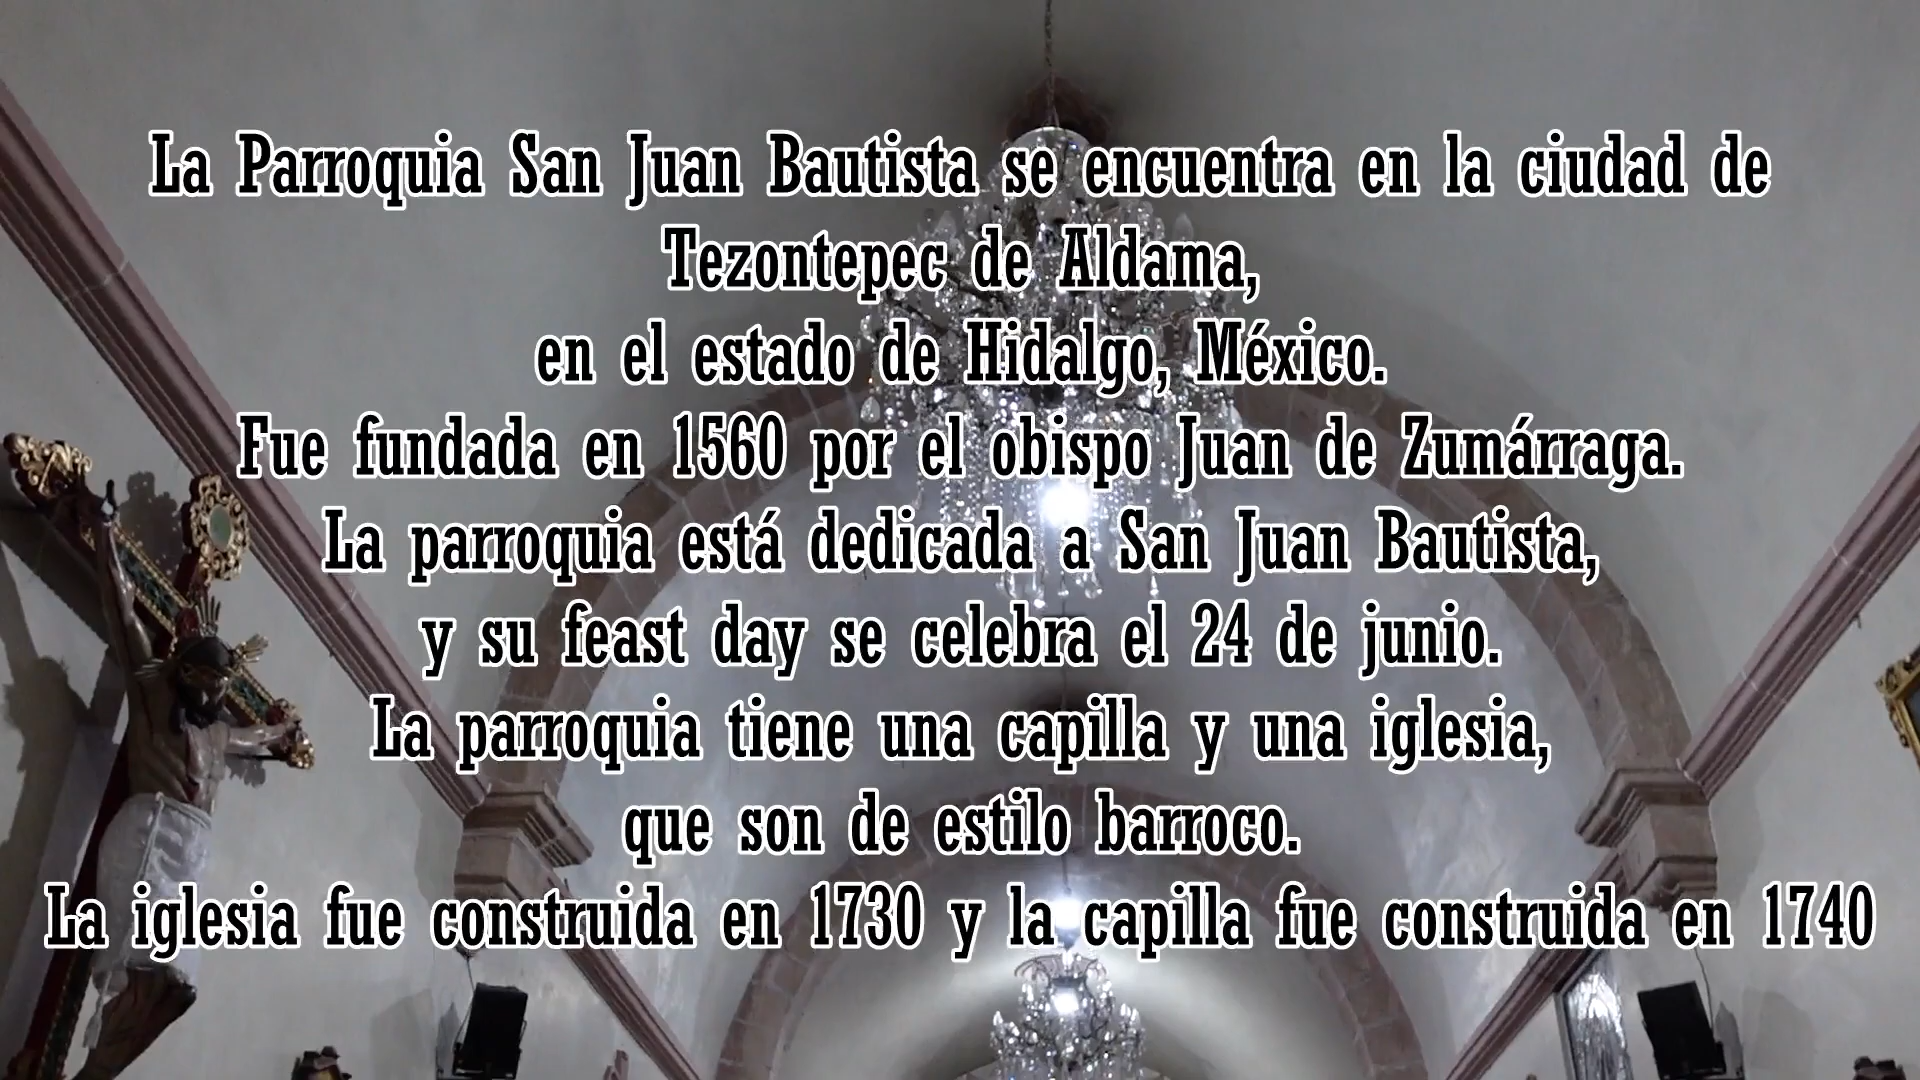 La Parroquia San Juan Bautista se encuentra en la ciudad de
Tezontepec de Aldama,
en el estado de Hidalgo, México.
Fue fundada en 1560 por el obispo Juan de Zumárraga.
La parroquia está dedicada a San Juan Bautista,
y su feast day se celebra el 24 de junio.
La parroquia tiene una capilla y una iglesia,
que son de estilo barroco.
La iglesia fue construida en 1730 y la capilla fue construida en 1740